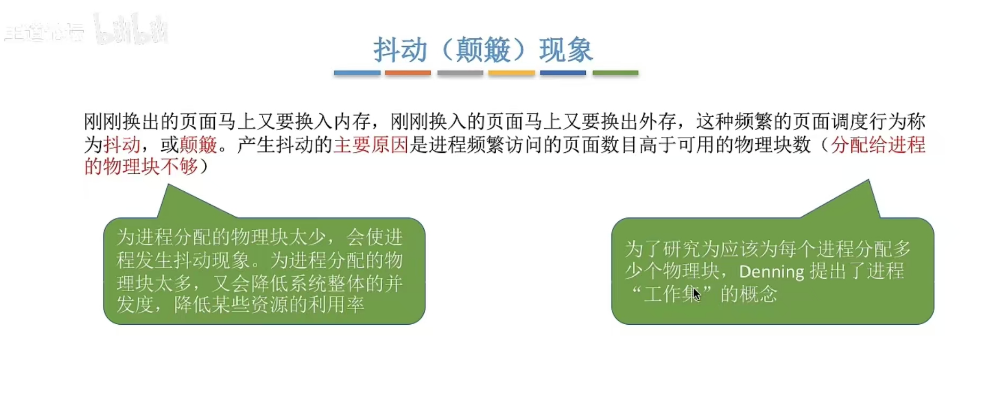 王道论坛 bilibili
抖动（颠簸）现象
刚刚换出的页面马上又要换入内存，刚刚换入的页面马上又要换出外存，这种频繁的页面调度行为称
为抖动，或颠簸。产生抖动的主要原因是进程频繁访问的页面数目高于可用的物理块数（分配给进程
的物理块不够）
为进程分配的物理块太少，会使进
程发生抖动现象。为进程分配的物
理块太多，又会降低系统整体的并
发度，降低某些资源的利用率
为了研究为应该为每个进程分配多
少个物理块，Denning 提出了进程
“工作集”的概念